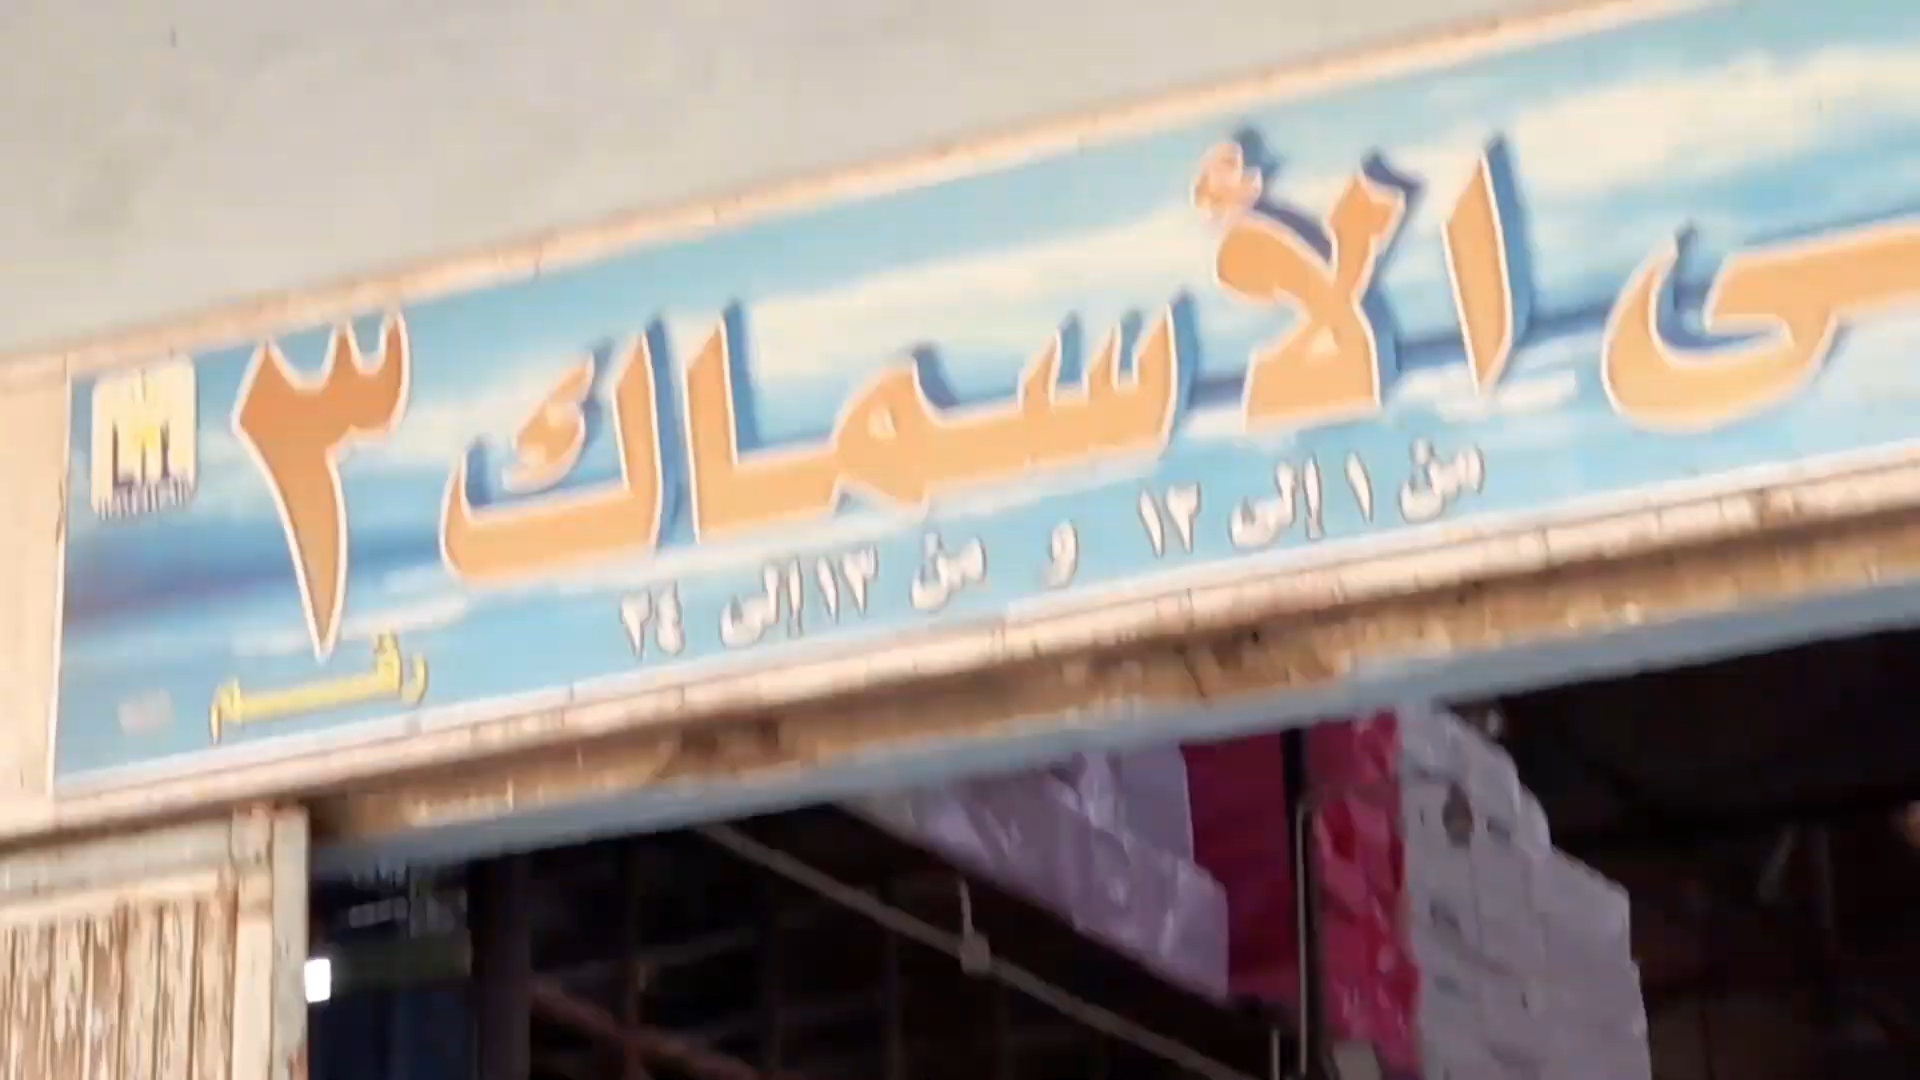 الأسماك ٣
من ١ إلى ١٢ و من ١٣ إلى ٢٤
رقم